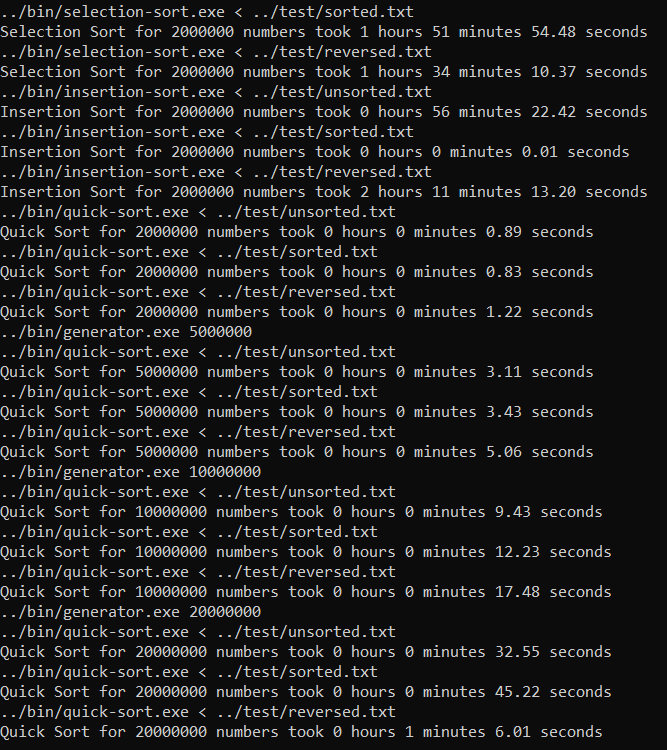 ../bin/selection-sort.exe < ../test/sorted.txt
Selection Sort for 2000000 numbers took 1 hours 51 minutes 54.48 seconds
../bin/selection-sort.exe < ../test/reversed.txt
Selection Sort for 2000000 numbers took 1 hours 34 minutes 10.37 seconds
../bin/insertion-sort.exe < ../test/unsorted.txt
Insertion Sort for 2000000 numbers took 0 hours 56 minutes 22.42 seconds
../bin/insertion-sort.exe < ../test/sorted.txt
Insertion Sort for 2000000 numbers took 0 hours 0 minutes 0.01 seconds
../bin/insertion-sort.exe < ../test/reversed.txt
Insertion Sort for 2000000 numbers took 2 hours 11 minutes 13.20 seconds
../bin/quick-sort.exe < ../test/unsorted.txt
Quick Sort for 2000000 numbers took 0 hours 0 minutes 0.89 seconds
../bin/quick-sort.exe < ../test/sorted.txt
Quick Sort for 2000000 numbers took 0 hours 0 minutes 0.83 seconds
../bin/quick-sort.exe < ../test/reversed.txt
Quick Sort for 2000000 numbers took 0 hours 0 minutes 1.22 seconds
../bin/generator.exe 5000000
../bin/quick-sort.exe < ../test/unsorted.txt
Quick Sort for 5000000 numbers took 0 hours 0 minutes 3.11 seconds
../bin/quick-sort.exe < ../test/sorted.txt
Quick Sort for 5000000 numbers took 0 hours 0 minutes 3.43 seconds
../bin/quick-sort.exe < ../test/reversed.txt
Quick Sort for 5000000 numbers took 0 hours 0 minutes 5.06 seconds
../bin/generator.exe 10000000
../bin/quick-sort.exe < ../test/unsorted.txt
Quick Sort for 10000000 numbers took 0 hours 0 minutes 9.43 seconds
../bin/quick-sort.exe < ../test/sorted.txt
Quick Sort for 10000000 numbers took 0 hours 0 minutes 12.23 seconds
../bin/quick-sort.exe < ../test/reversed.txt
Quick Sort for 10000000 numbers took 0 hours 0 minutes 17.48 seconds
../bin/generator.exe 20000000
../bin/quick-sort.exe < ../test/unsorted.txt
Quick Sort for 20000000 numbers took 0 hours 0 minutes 32.55 seconds
../bin/quick-sort.exe < ../test/sorted.txt
Quick Sort for 20000000 numbers took 0 hours 0 minutes 45.22 seconds
../bin/quick-sort.exe < ../test/reversed.txt
Quick Sort for 20000000 numbers took 0 hours 1 minutes 6.01 seconds